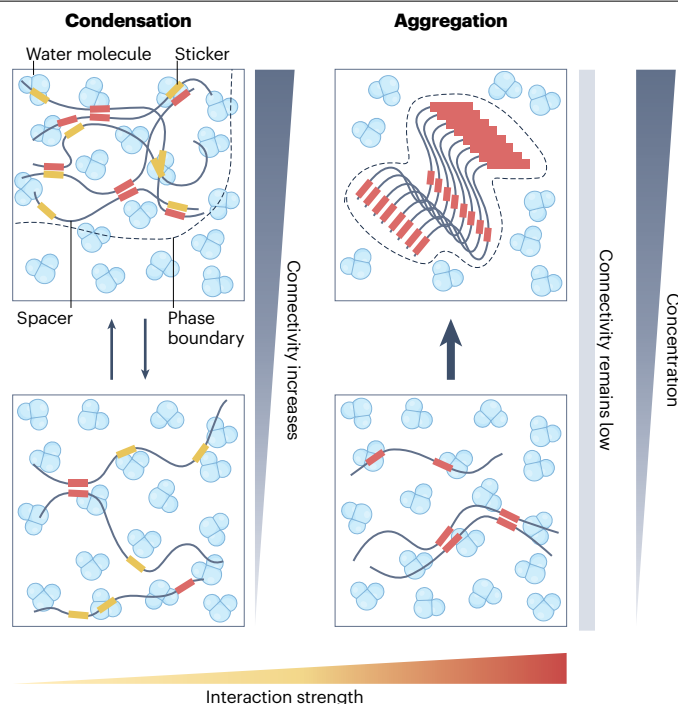 Condensation
Aggregation
Water molecule
Sticker
Spacer
Phase
boundary
Connectivity increases
Connectivity remains low
Concentration
Interaction strength